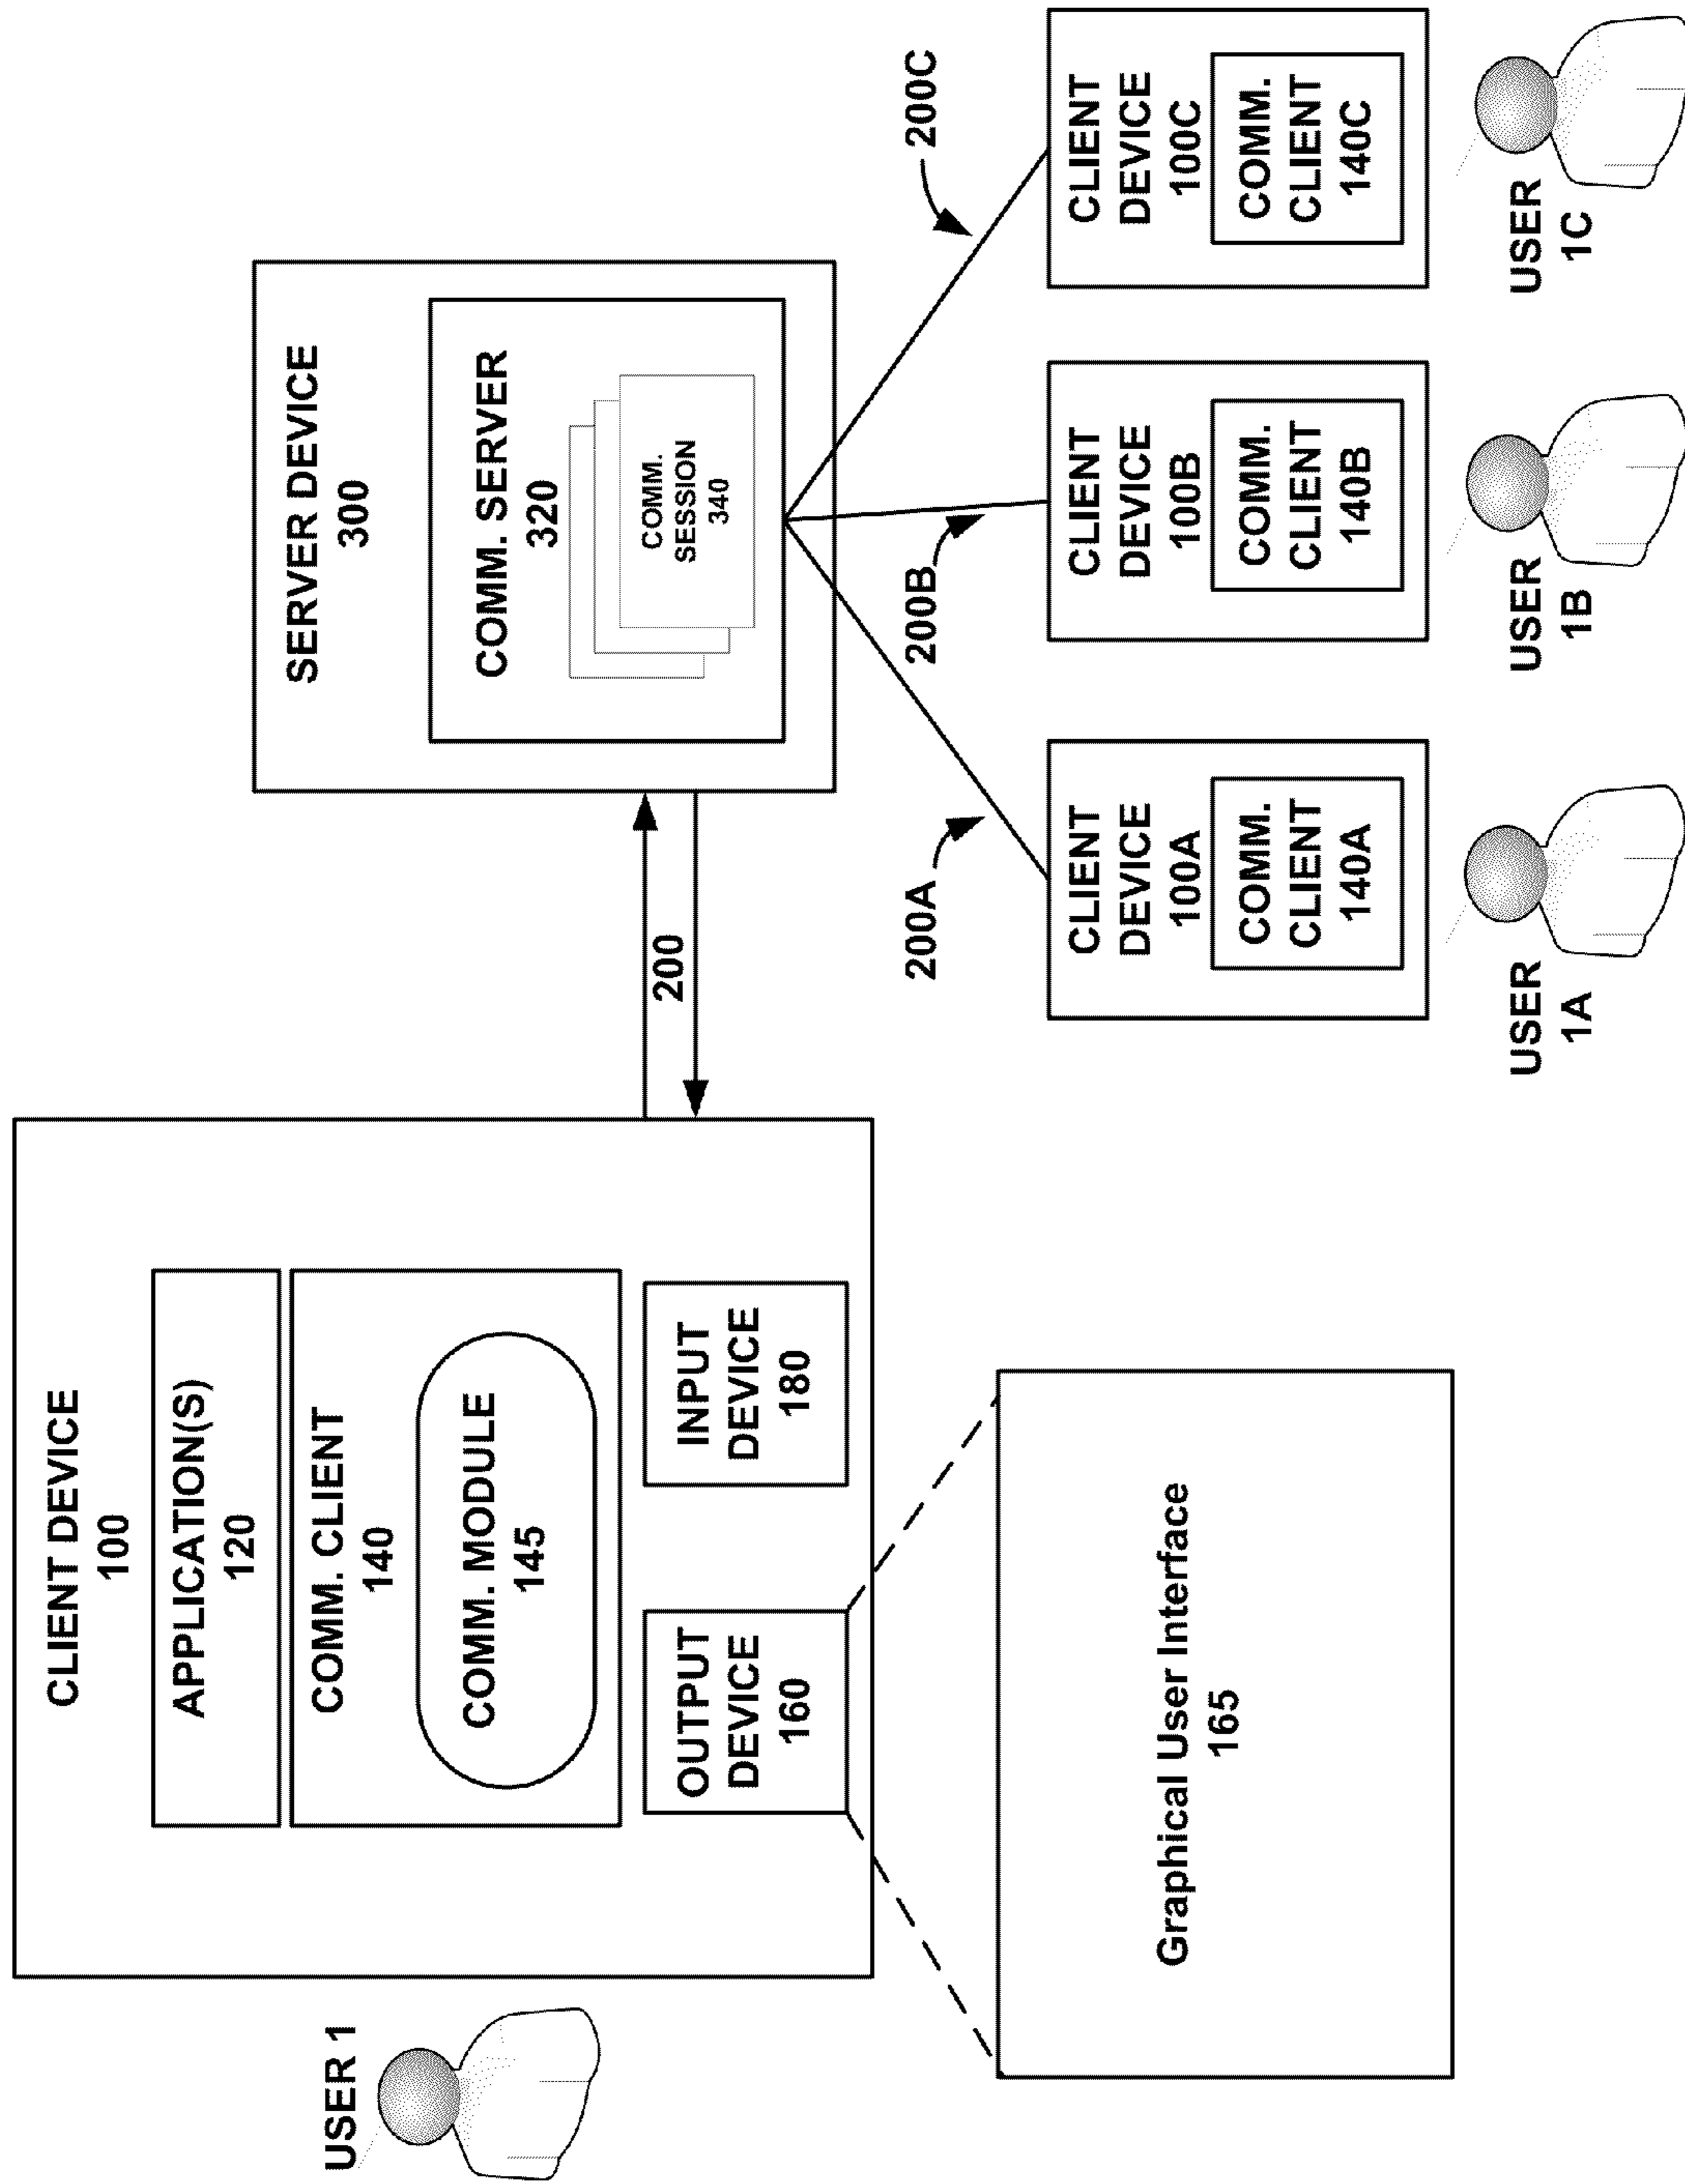 USER 1
CLIENT DEVICE
100
APPLICATION(S)
120
COMM. CLIENT
140
COMM. MODULE
145
OUTPUT
DEVICE
160
INPUT
DEVICE
180
Graphical User Interface
165
200
SERVER DEVICE
300
COMM. SERVER
320
COMM.
SESSION
340
200A
200B
200C
CLIENT
DEVICE
100A
COMM.
CLIENT
140A
USER
1A
CLIENT
DEVICE
100B
COMM.
CLIENT
140B
USER
1B
CLIENT
DEVICE
100C
COMM.
CLIENT
140C
USER
1C